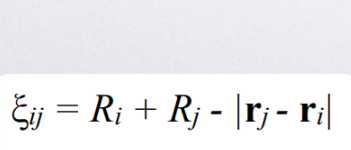 ξij = Ri + Rj - |rj - ri|